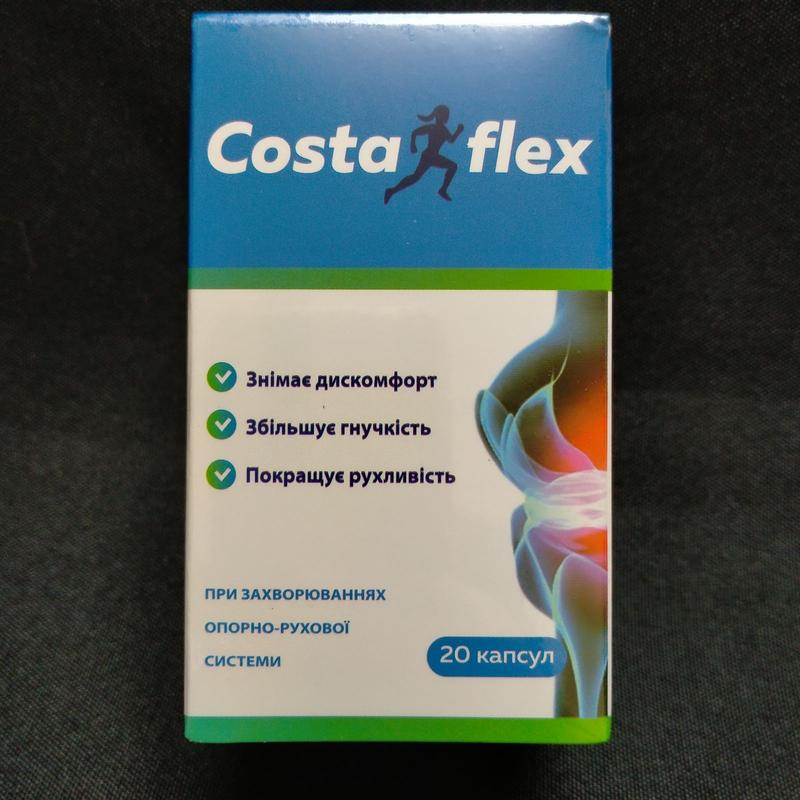 Costa flex
Знімає дискомфорт
Збільшує гнучкість
Покращує рухливість
ПРИ ЗАХВОРЮВАННЯХ
ОПОРНО-РУХОВОЇ
СИСТЕМИ
20 капсул